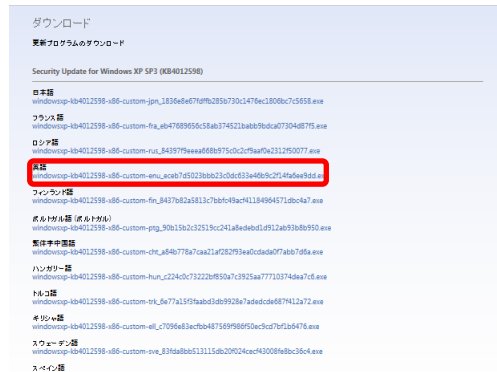 ダウンロード
更新プログラムのダウンロード
Security Update for Windows XP SP3 (KB4012598)
日本語
windowsxp-kb4012598-x86-custom-jpn_1836e8e67fdffb285b730c1476ec1806bc7c5658.exe
フランス語
windowsxp-kb4012598-x86-custom-fra_eb47689656c58ab374521babb9bdca07304d87f5.exe
ロシア語
windowsxp-kb4012598-x86-custom-rus_84397f9eeea668b975c0c2cf9aaf0e2312f50077.exe
英語
windowsxp-kb4012598-x86-custom-enu_eceb7d5023bbb23c0dc633e46b9c2f14fa6ee9dd.e
フィンランド語
windowsxp-kb4012598-x86-custom-fin_8437b82a5813c7bbfc49acf41184964571dbc4a7.exe
ポルトガル語 (ポルトガル)
windowsxp-kb4012598-x86-custom-ptg_90b15b2c32519cc241a8edebd1d912ab93b8b950.exe
繁体字中国語
windowsxp-kb4012598-x86-custom-cht_a84b778a7caa21af282f93ea0cdada0f7abb7d6a.exe
ハンガリー語
windowsxp-kb4012598-x86-custom-hun_c224c0c73222bf850a7c3925aa77710374dea7c6.exe
トルコ語
windowsxp-kb4012598-x86-custom-trk_6e77a15f3faabd3db9928e7adedcde687f412a72.exe
ギリシャ語
windowsxp-kb4012598-x86-custom-ell_c7096e83ecfbb487569f986f50ec9cd7bf1b6476.exe
スウェーデン語
windowsxp-kb4012598-x86-custom-sve_83fda8bb513115db20f024cecf43008fe8bc36c4.exe
スペイン語